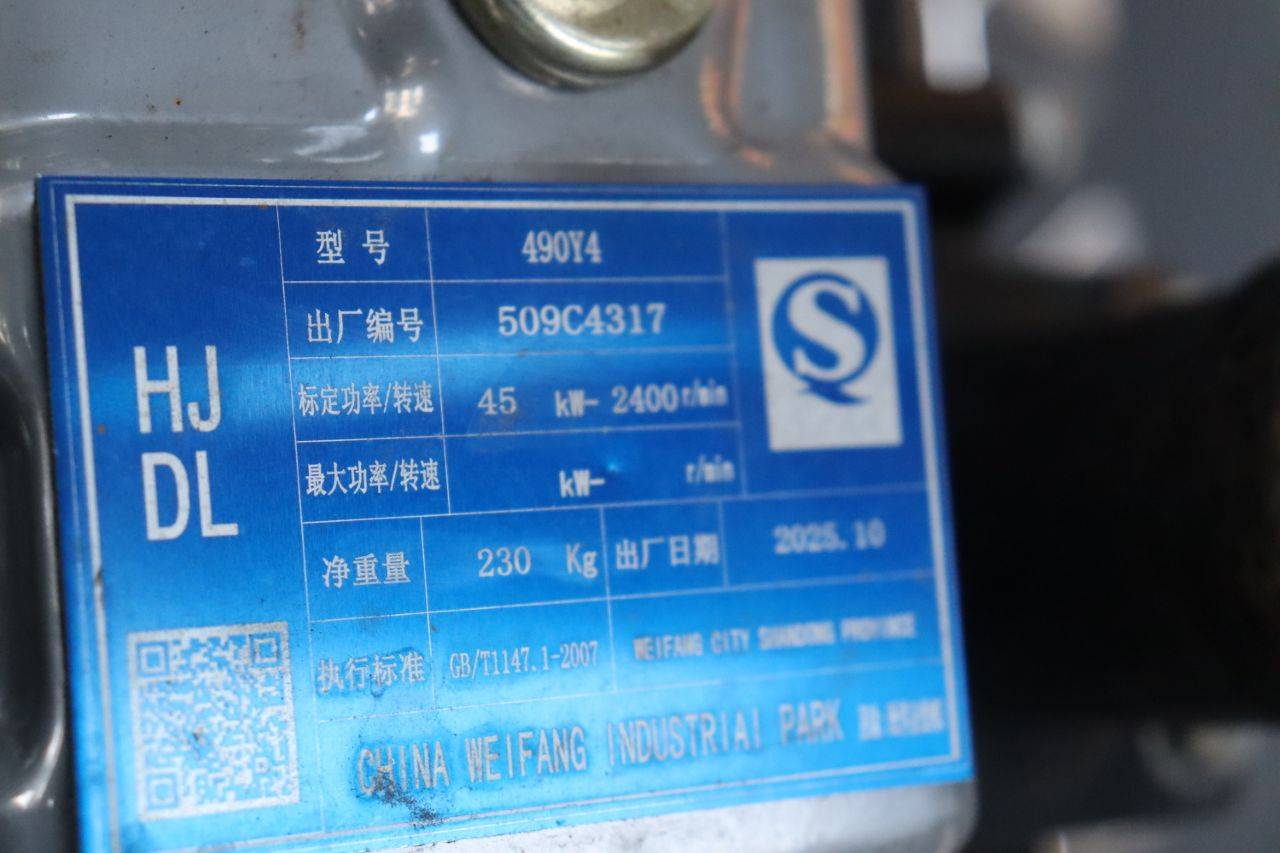 HJ
DL
型号 490Y4
出厂编号 509C4317
标定功率/转速 45 kW- 2400r/min
最大功率/转速 kW- r/min
净重量 230 Kg 出厂日期 2025.10
执行标准 GB/T1147.1-2007 WEIFANG CITY SHANDONG PROVINCE
CHINA WEIFANG INDUSTRIAL PARK